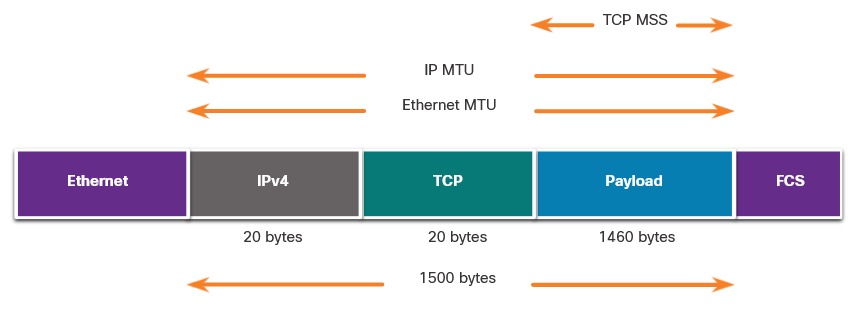 TCP MSS
IP MTU
Ethernet MTU
Ethernet IPv4 TCP Payload FCS
20 bytes 20 bytes 1460 bytes
1500 bytes